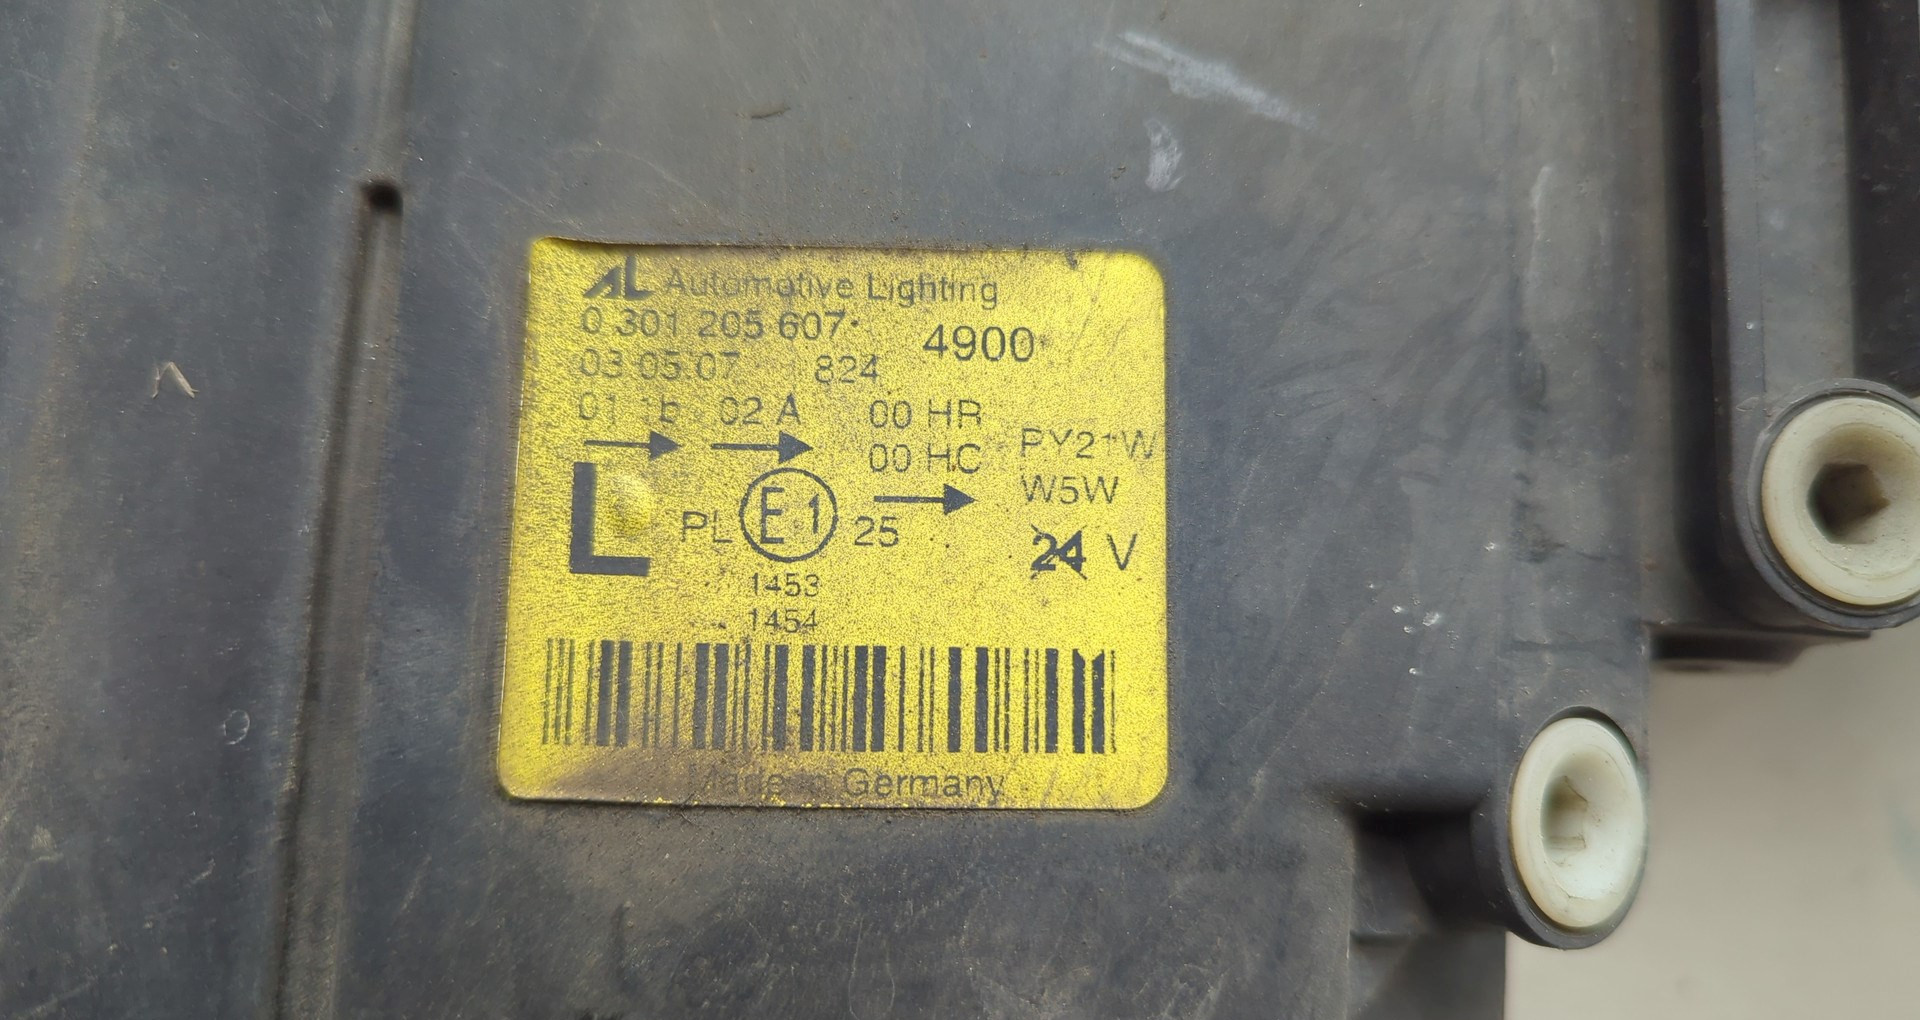 AL Automotive Lighting
0 301 205 607
4900
03.05.07 824
01 1b 02 A 00 HR
00 HC PY21W
W5W
L PL E1 25
24 V
1453
1454
Made in Germany